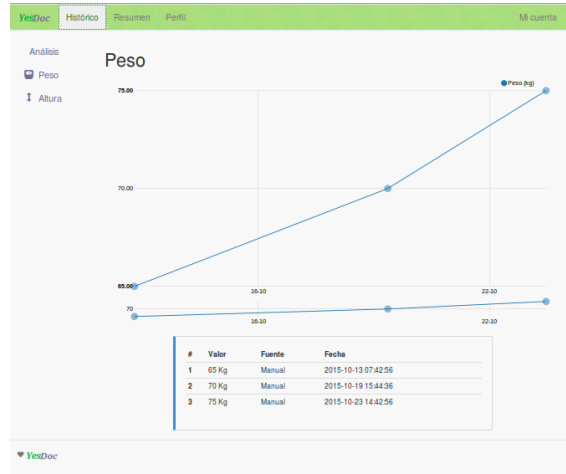 YesDoc Histórico Resumen Perfil Mi cuenta
Análisis
Peso
Altura
Peso
Peso (kg)
75.00
70.00
65.00
16-10 22-10
70
16-10 22-10
# Valor Fuente Fecha
1 65 Kg Manual 2015-10-13 07:42:56
2 70 Kg Manual 2015-10-19 15:44:36
3 75 Kg Manual 2015-10-23 14:42:56
YesDoc